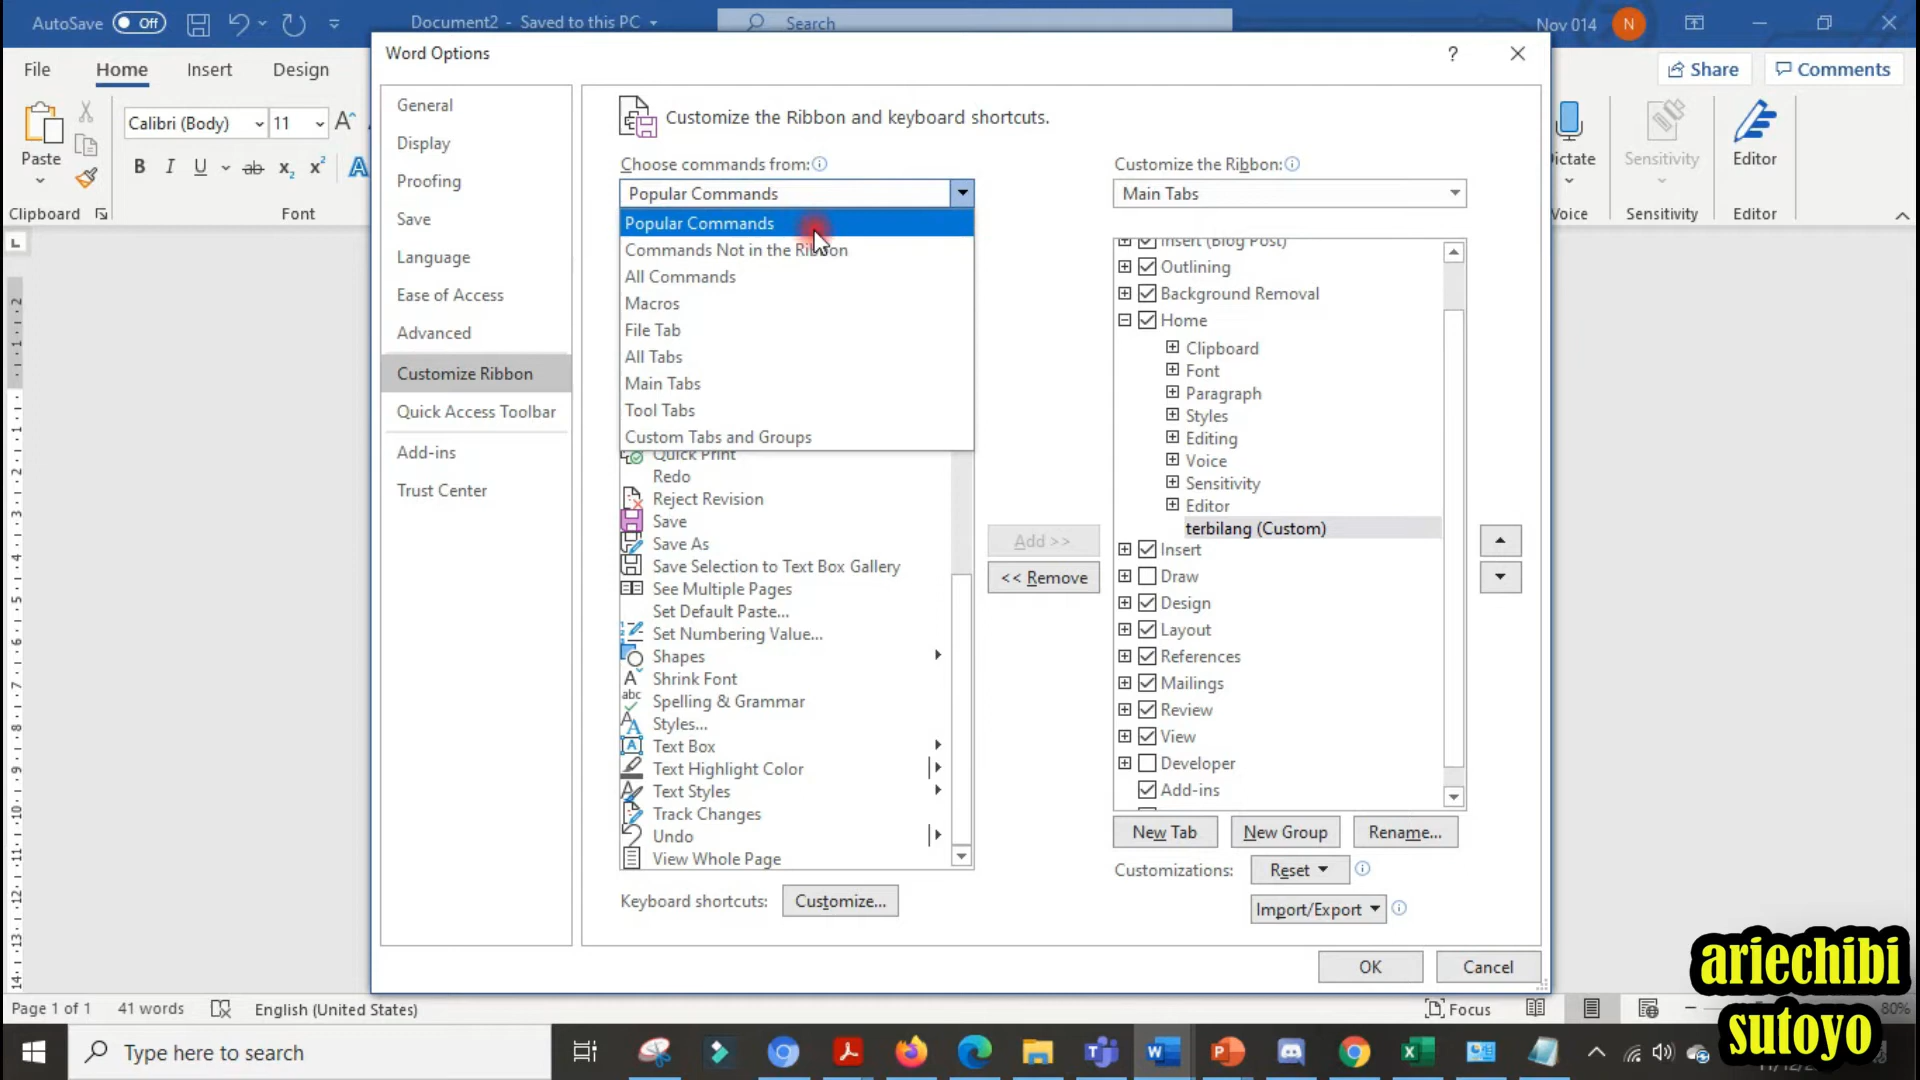 AutoSave Off
Document2 - Saved to this PC
Search
Nov 014 N
File Home Insert Design
Share Comments
Calibri (Body) 11
Paste
Clipboard
Font
Dictate
Voice
Sensitivity
Sensitivity
Editor
Editor
Word Options
General
Display
Proofing
Save
Language
Ease of Access
Advanced
Customize Ribbon
Quick Access Toolbar
Add-ins
Trust Center
Customize the Ribbon and keyboard shortcuts.
Choose commands from:
Popular Commands
Popular Commands
Commands Not in the Ribbon
All Commands
Macros
File Tab
All Tabs
Main Tabs
Tool Tabs
Custom Tabs and Groups
Quick Print
Redo
Reject Revision
Save
Save As
Save Selection to Text Box Gallery
See Multiple Pages
Set Default Paste...
Set Numbering Value...
Shapes
Shrink Font
Spelling & Grammar
Styles...
Text Box
Text Highlight Color
Text Styles
Track Changes
Undo
View Whole Page
Keyboard shortcuts: Customize...
Add >>
<< Remove
Customize the Ribbon:
Main Tabs
Insert (Blog Post)
Outlining
Background Removal
Home
Clipboard
Font
Paragraph
Styles
Editing
Voice
Sensitivity
Editor
terbilang (Custom)
Insert
Draw
Design
Layout
References
Mailings
Review
View
Developer
Add-ins
New Tab New Group Rename...
Customizations: Reset
Import/Export
OK Cancel
Page 1 of 1 41 words English (United States)
Focus
80%
Type here to search
ariechibi
sutoyo